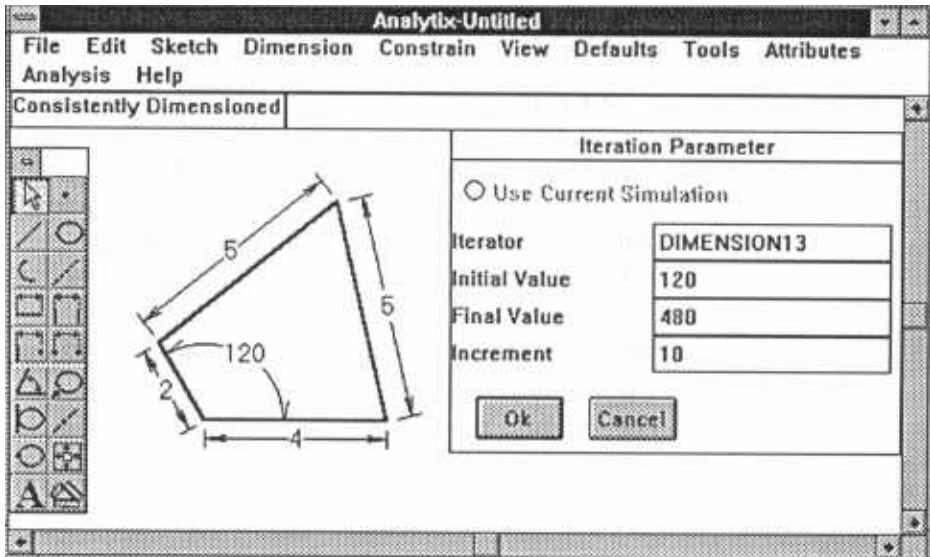 Analytix-Untitled
File Edit Sketch Dimension Constrain View Defaults Tools Attributes
Analysis Help
Consistently Dimensioned
Iteration Parameter
Use Current Simulation
Iterator DIMENSION13
Initial Value 120
Final Value 480
Increment 10
Ok Cancel
5
5
120
2
4
A